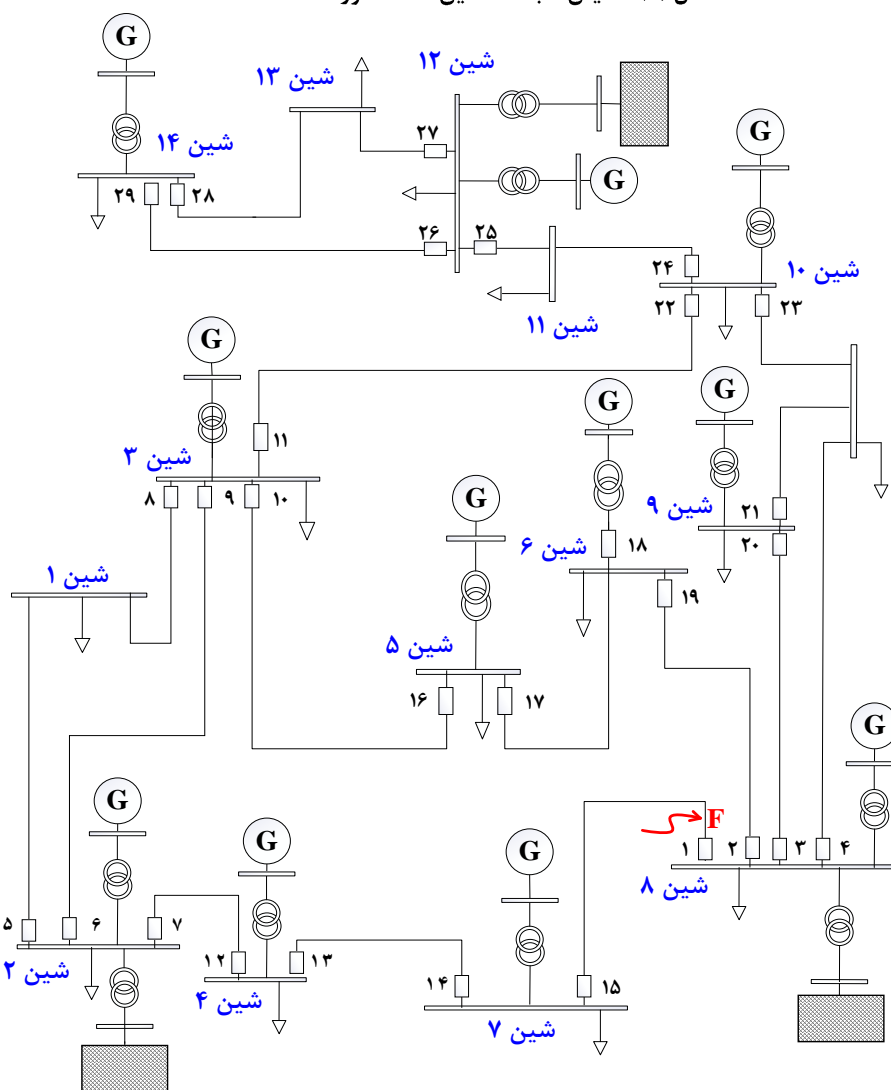 G
شین ۱۲
شین ۱۳
G
۲۷
شین ۱۴
G
۲۹
۲۸
۲۶
۲۵
۲۴
شین ۱۰
۲۲
۲۳
شین ۱۱
G
G
G
۱۱
شین ۳
۸
۹
۱۰
G
شین ۹
۲۱
۲۰
شین ۶
۱۸
شین ۱
۱۹
شین ۵
۱۶
۱۷
G
G
G
G
F
۱
۲
۳
۴
شین ۸
۵
۶
۷
شین ۲
۱۲
۱۳
شین ۴
۱۴
۱۵
شین ۷